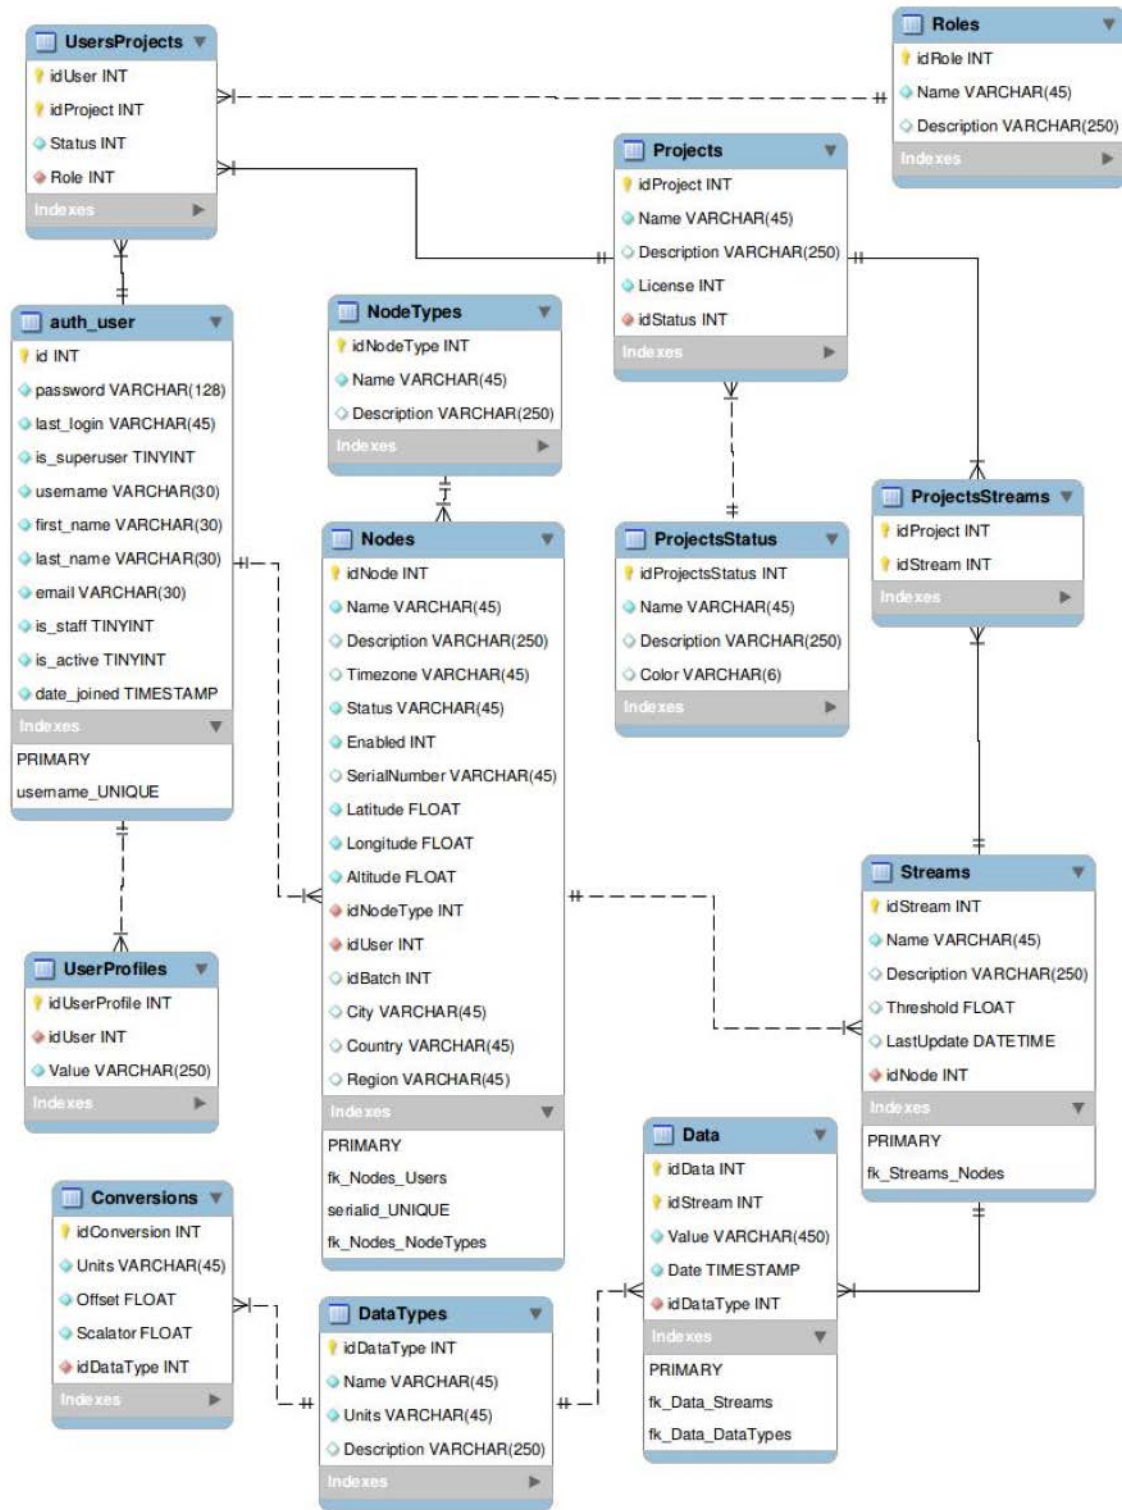 UsersProjects
idUser INT
idProject INT
Status INT
Role INT
Indexes
Roles
idRole INT
Name VARCHAR(45)
Description VARCHAR(250)
Indexes
Projects
idProject INT
Name VARCHAR(45)
Description VARCHAR(250)
License INT
idStatus INT
Indexes
auth_user
id INT
password VARCHAR(128)
last_login VARCHAR(45)
is_superuser TINYINT
username VARCHAR(30)
first_name VARCHAR(30)
last_name VARCHAR(30)
email VARCHAR(30)
is_staff TINYINT
is_active TINYINT
date_joined TIMESTAMP
Indexes
PRIMARY
username_UNIQUE
NodeTypes
idNodeType INT
Name VARCHAR(45)
Description VARCHAR(250)
Indexes
Nodes
idNode INT
Name VARCHAR(45)
Description VARCHAR(250)
Timezone VARCHAR(45)
Status VARCHAR(45)
Enabled INT
SerialNumber VARCHAR(45)
Latitude FLOAT
Longitude FLOAT
Altitude FLOAT
idNodeType INT
idUser INT
idBatch INT
City VARCHAR(45)
Country VARCHAR(45)
Region VARCHAR(45)
Indexes
PRIMARY
fk_Nodes_Users
serialid_UNIQUE
fk_Nodes_NodeTypes
ProjectsStatus
idProjectsStatus INT
Name VARCHAR(45)
Description VARCHAR(250)
Color VARCHAR(6)
Indexes
ProjectsStreams
idProject INT
idStream INT
Indexes
Streams
idStream INT
Name VARCHAR(45)
Description VARCHAR(250)
Threshold FLOAT
LastUpdate DATETIME
idNode INT
Indexes
PRIMARY
fk_Streams_Nodes
UserProfiles
idUserProfile INT
idUser INT
Value VARCHAR(250)
Indexes
Conversions
idConversion INT
Units VARCHAR(45)
Offset FLOAT
Scalator FLOAT
idDataType INT
Indexes
DataTypes
idDataType INT
Name VARCHAR(45)
Units VARCHAR(45)
Description VARCHAR(250)
Indexes
Data
idData INT
idStream INT
Value VARCHAR(450)
Date TIMESTAMP
idDataType INT
Indexes
PRIMARY
fk_Data_Streams
fk_Data_DataTypes